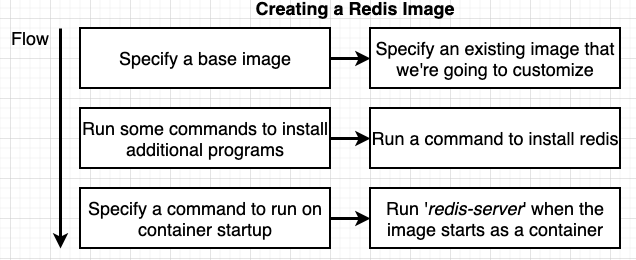 Creating a Redis Image
Flow
Specify a base image
Specify an existing image that
we're going to customize
Run some commands to install
additional programs
Run a command to install redis
Specify a command to run on
container startup
Run 'redis-server' when the
image starts as a container